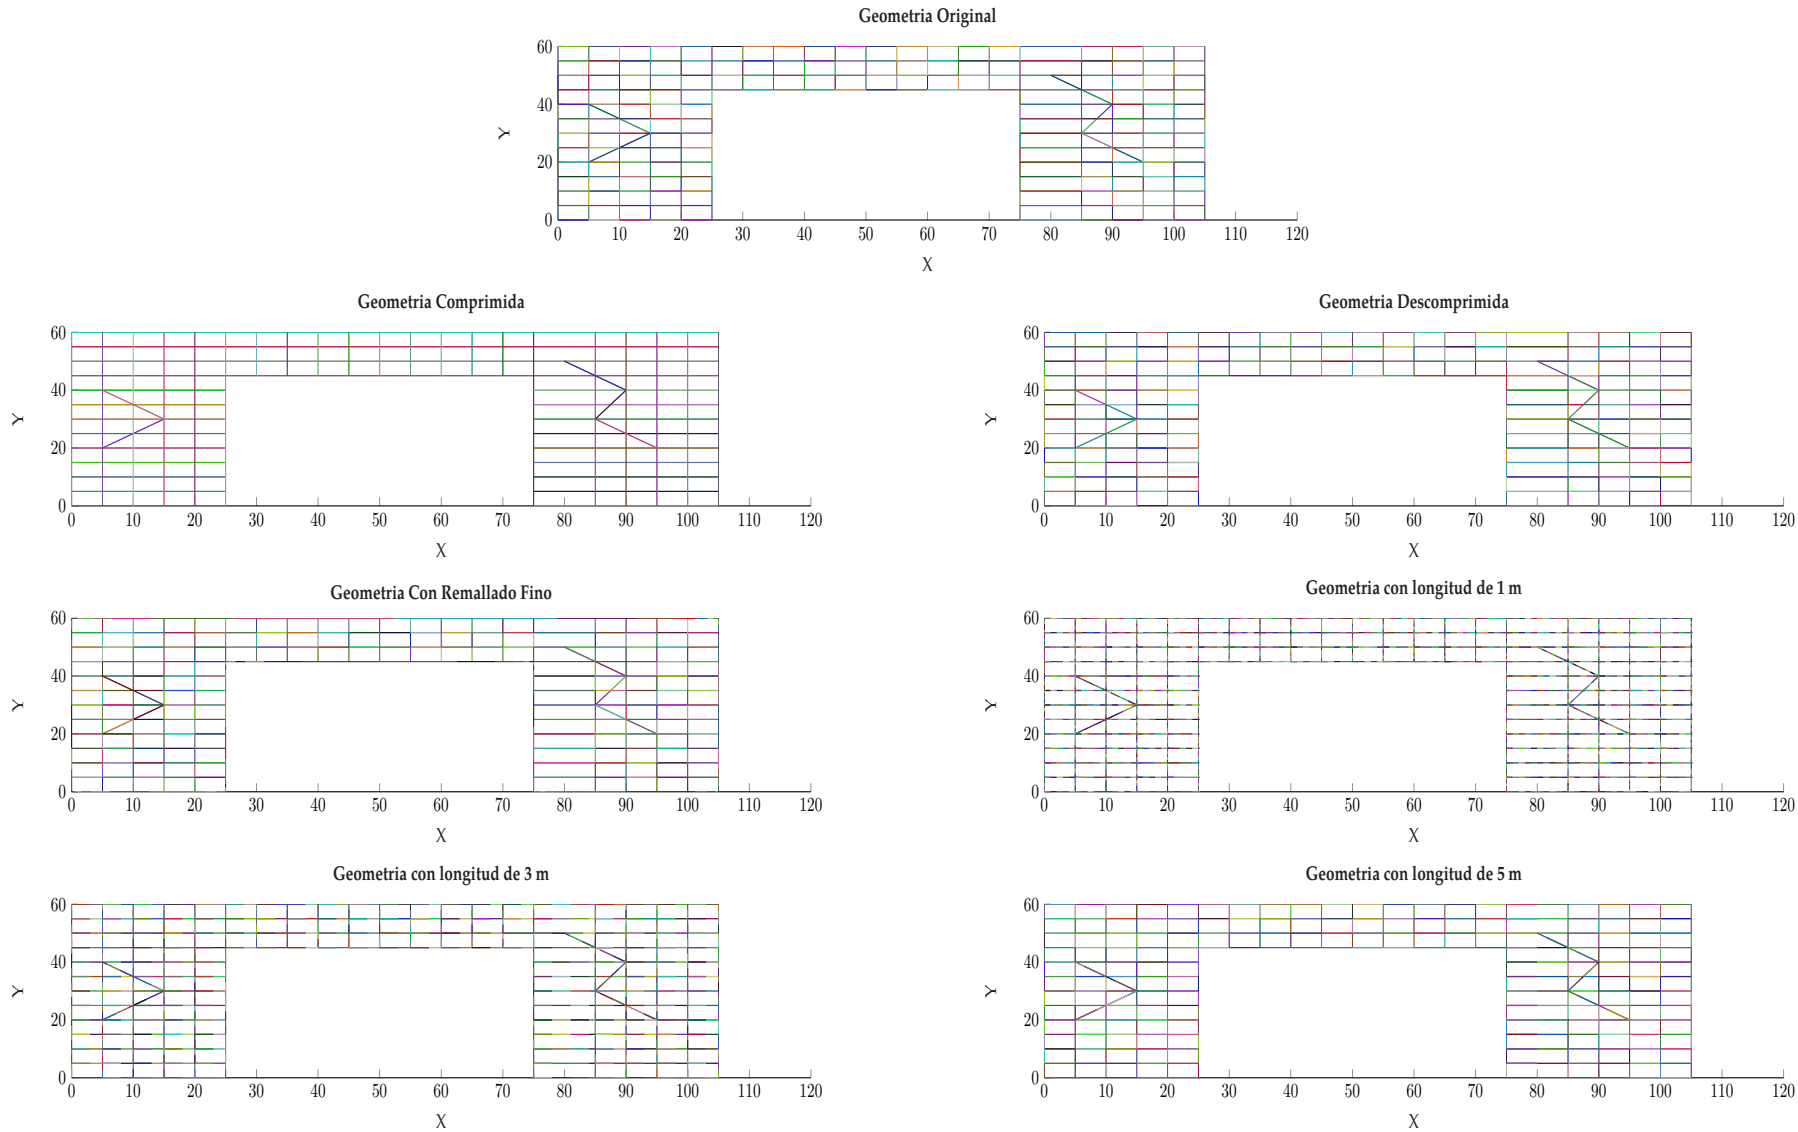 Geometria Original
60
40
20
0
Y
0 10 20 30 40 50 60 70 80 90 100 110 120
X
Geometria Comprimida
60
40
20
0
Y
0 10 20 30 40 50 60 70 80 90 100 110 120
X
Geometria Descomprimida
60
40
20
0
Y
0 10 20 30 40 50 60 70 80 90 100 110 120
X
Geometria Con Remallado Fino
60
40
20
0
Y
0 10 20 30 40 50 60 70 80 90 100 110 120
X
Geometria con longitud de 1 m
60
40
20
0
Y
0 10 20 30 40 50 60 70 80 90 100 110 120
X
Geometria con longitud de 3 m
60
40
20
0
Y
0 10 20 30 40 50 60 70 80 90 100 110 120
X
Geometria con longitud de 5 m
60
40
20
0
Y
0 10 20 30 40 50 60 70 80 90 100 110 120
X